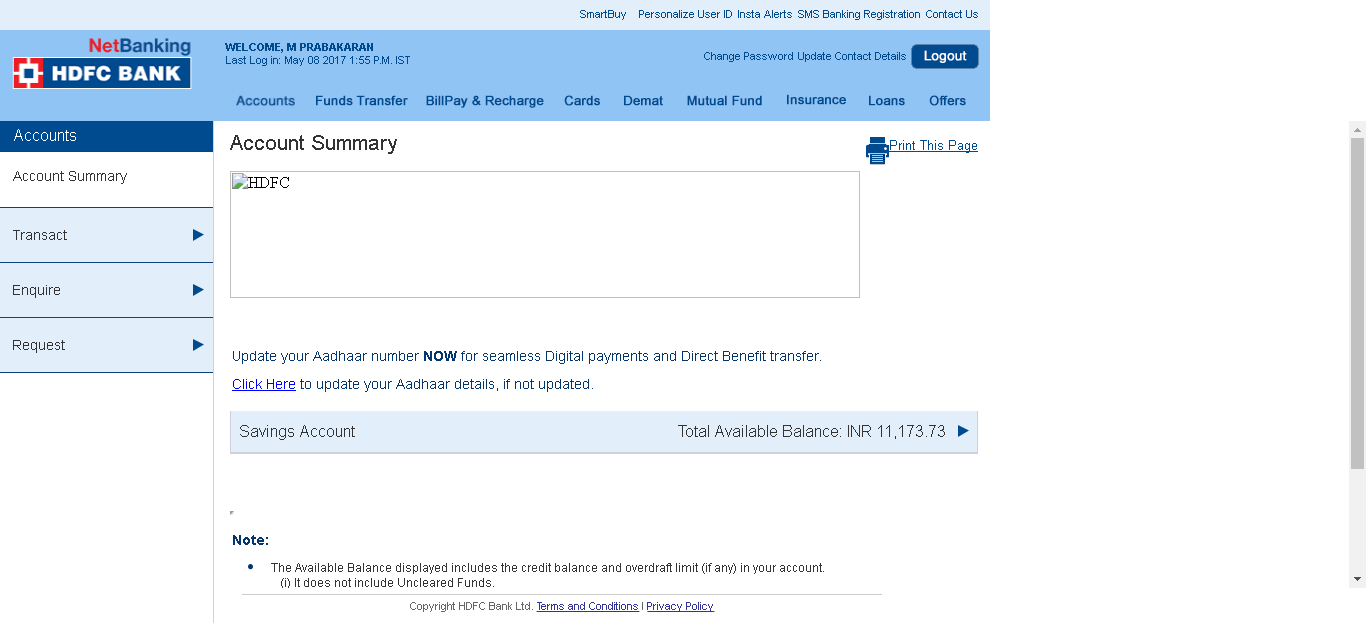 SmartBuy Personalize User ID Insta Alerts SMS Banking Registration Contact Us
NetBanking
HDFC BANK
WELCOME, M PRABAKARAN
Last Log in: May 08 2017 1:55 P.M. IST
Change Password Update Contact Details Logout
Accounts Funds Transfer BillPay & Recharge Cards Demat Mutual Fund Insurance Loans Offers
Accounts
Account Summary
Transact
Enquire
Request
Account Summary
Print This Page
HDFC
Update your Aadhaar number NOW for seamless Digital payments and Direct Benefit transfer.
Click Here to update your Aadhaar details, if not updated.
Savings Account Total Available Balance: INR 11,173.73
Note:
The Available Balance displayed includes the credit balance and overdraft limit (if any) in your account.
(i) It does not include Uncleared Funds.
Copyright HDFC Bank Ltd. Terms and Conditions | Privacy Policy